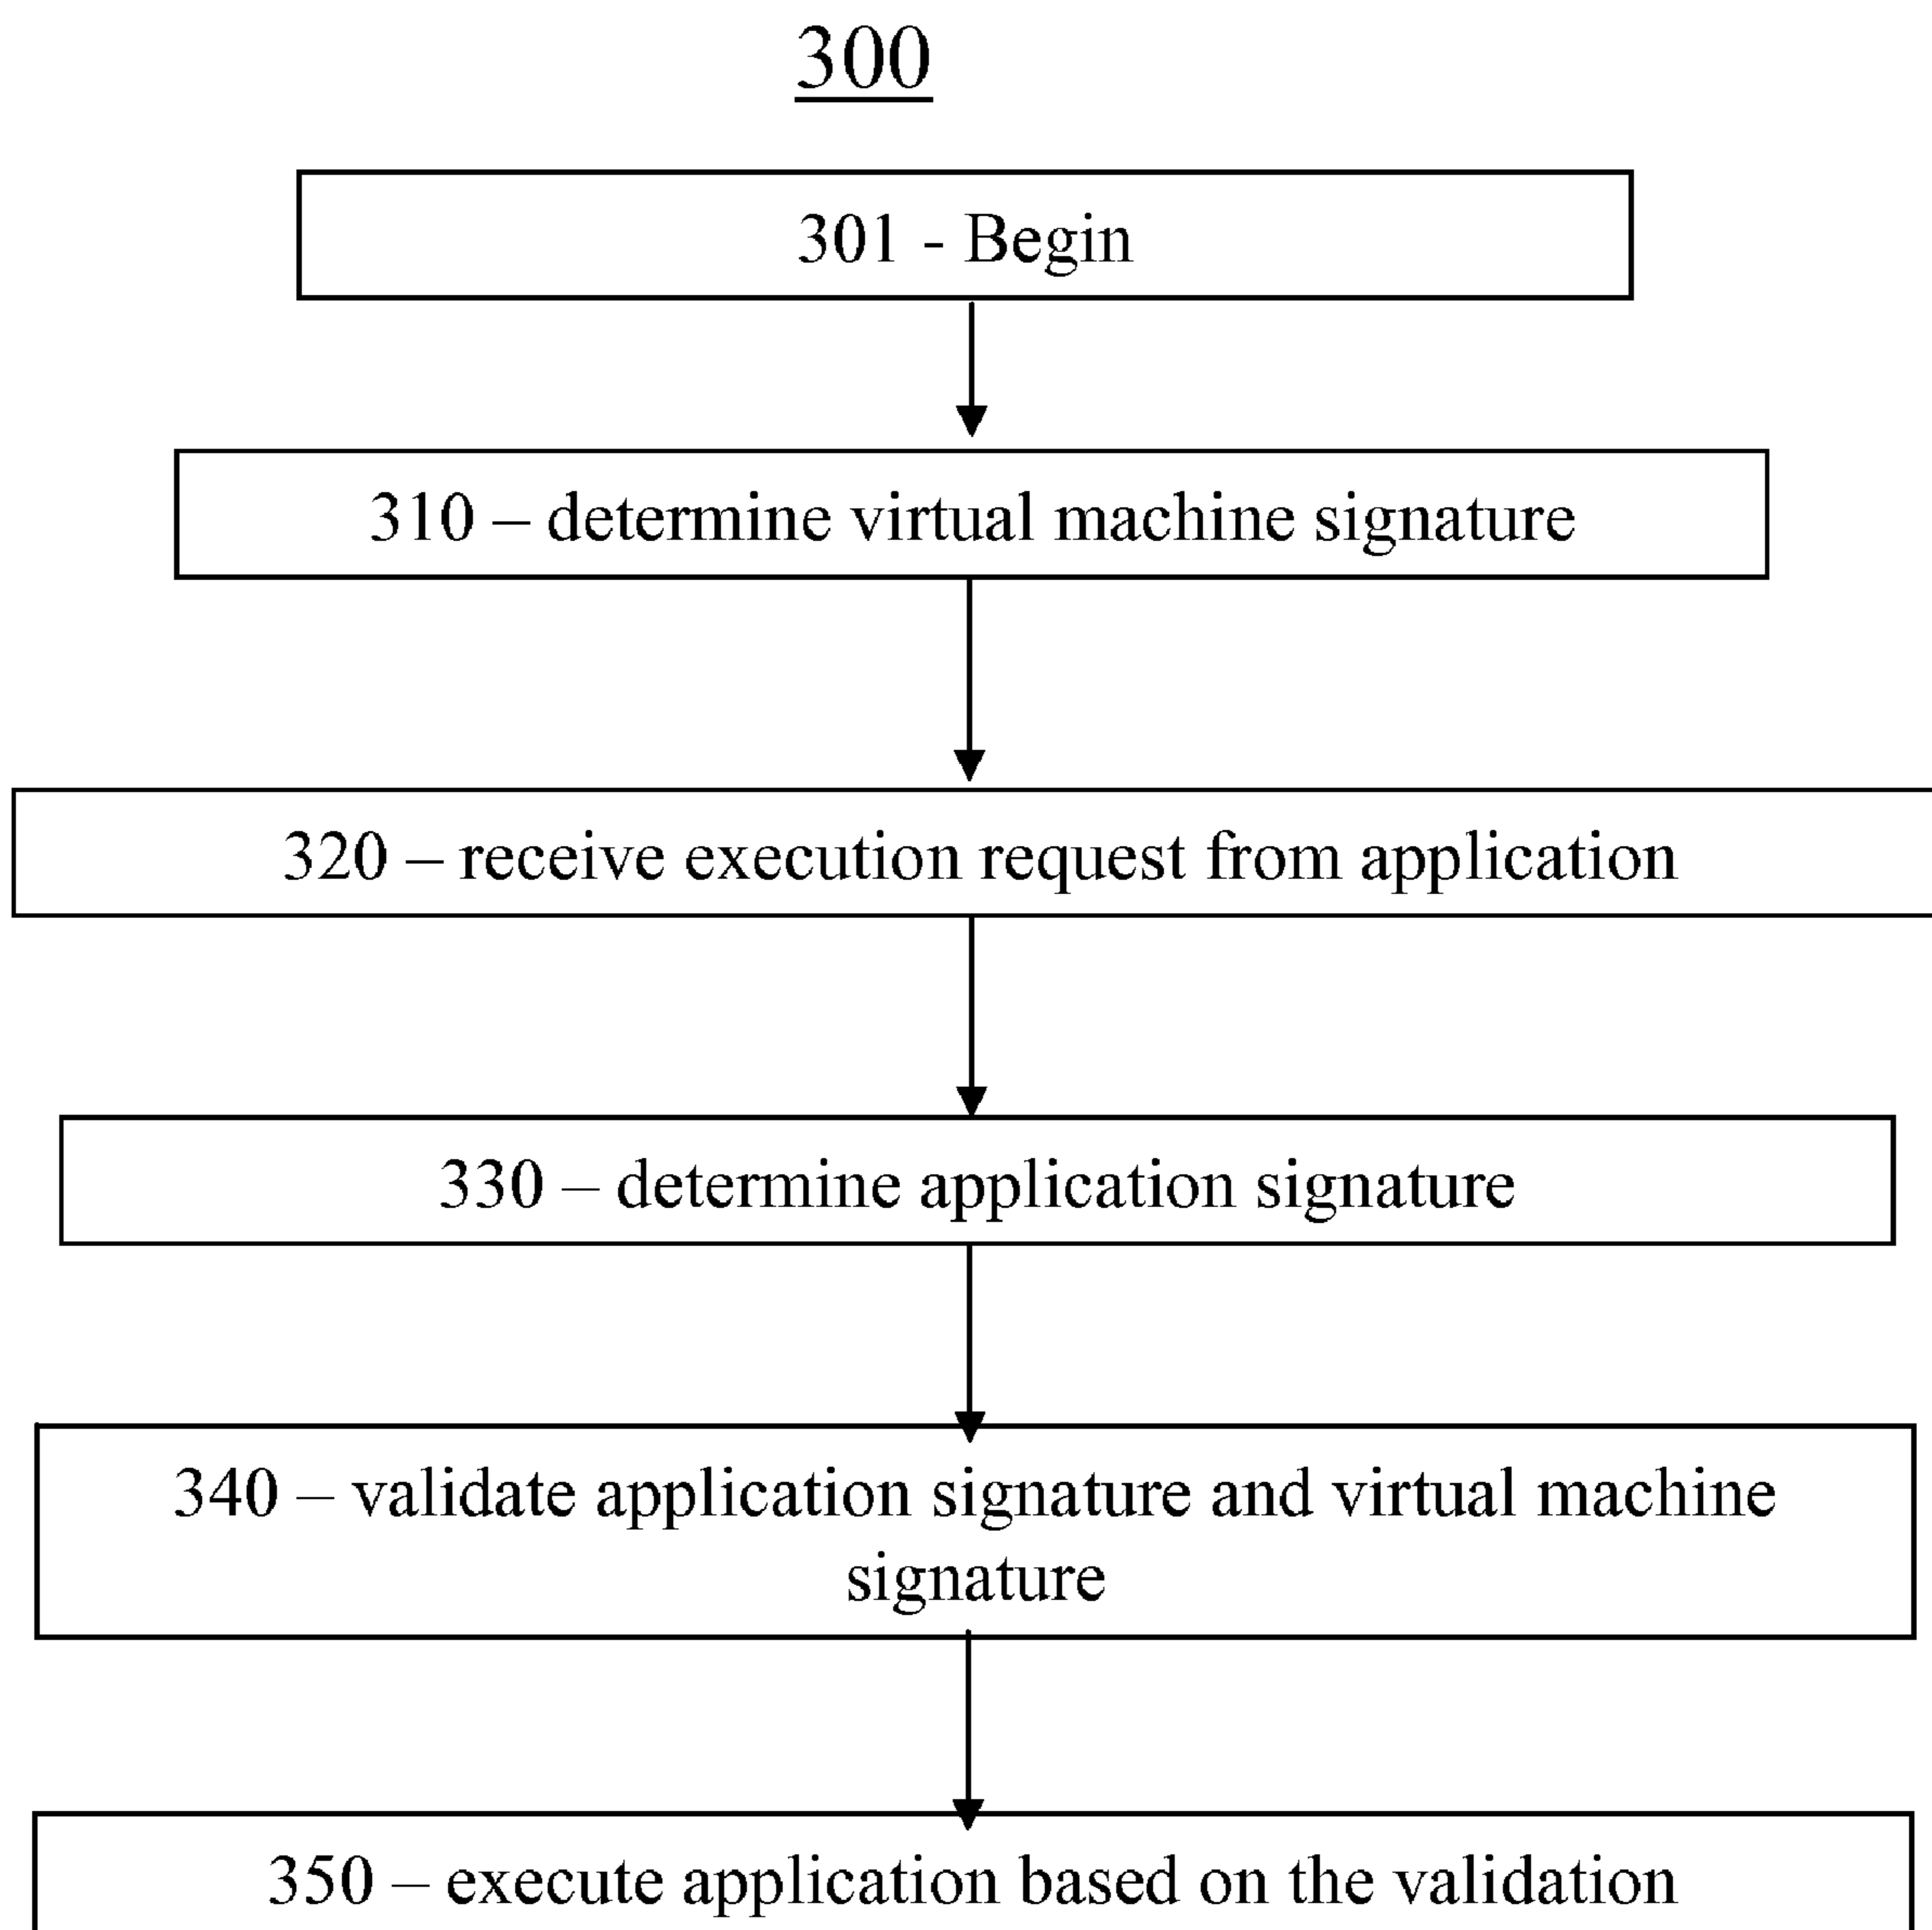 300
301 - Begin
310 – determine virtual machine signature
320 – receive execution request from application
330 – determine application signature
340 – validate application signature and virtual machine
signature
350 – execute application based on the validation